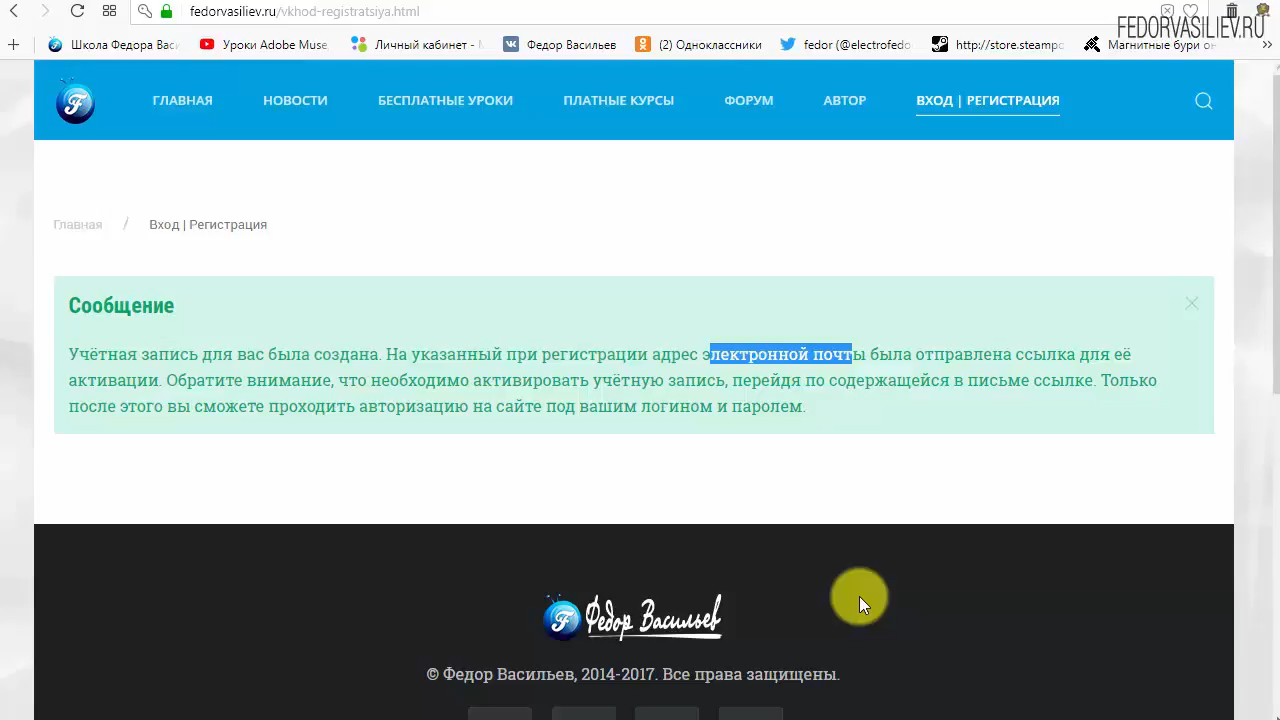 fedorvasiliev.ru/vkhod-registratsiya.html
FEDORVASILIEV.RU
Школа Федора Васи
Уроки Adobe Muse,
Личный кабинет - М
Федор Васильев
(2) Одноклассники
fedor (@electrofedo
http://store.steampo
Магнитные бури он
ГЛАВНАЯ
НОВОСТИ
БЕСПЛАТНЫЕ УРОКИ
ПЛАТНЫЕ КУРСЫ
ФОРУМ
АВТОР
ВХОД | РЕГИСТРАЦИЯ
Главная / Вход | Регистрация
Сообщение
Учётная запись для вас была создана. На указанный при регистрации адрес электронной почты была отправлена ссылка для её
активации. Обратите внимание, что необходимо активировать учётную запись, перейдя по содержащейся в письме ссылке. Только
после этого вы сможете проходить авторизацию на сайте под вашим логином и паролем.
Федор Васильев
© Федор Васильев, 2014-2017. Все права защищены.